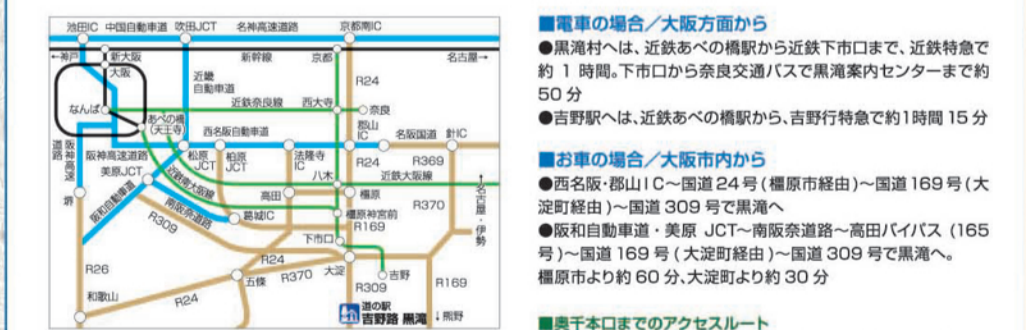 池田IC 中国自動車道 吹田JCT 名神高速道路 京都南IC
←神戸 新大阪 新幹線 京都 名古屋→
大阪
近畿
自動車道
R24
なんば
近鉄奈良線 西大寺 奈良
あべの橋
(天王寺)
西名阪自動車道
郡山
IC
名阪国道 針IC
阪神高速
道路
阪神高速道路
松原
JCT
柏原
JCT
法隆寺
IC
R24
R369
美原JCT
八木 近鉄大阪線
近鉄南大阪線
阪和自動車道
南阪奈道路
堺
高田
橿原
R370
←名古屋・伊勢
葛城IC
橿原神宮前
R169
R309
下市口
R24
R26
大淀
吉野
五條
R370
R309
R169
和歌山
R24
道の駅
吉野路 黒滝
↓熊野
■電車の場合／大阪方面から
●黒滝村へは、近鉄あべの橋駅から近鉄下市口まで、近鉄特急で
約 1 時間。下市口から奈良交通バスで黒滝案内センターまで約
50 分
●吉野駅へは、近鉄あべの橋駅から、吉野行特急で約1時間 15 分
■お車の場合／大阪市内から
●西名阪・郡山IC～国道24号(橿原市経由)～国道169号(大
淀町経由)～国道 309 号で黒滝へ
●阪和自動車道・美原 JCT～南阪奈道路～高田バイパス (165
号)～国道 169 号(大淀町経由)～国道 309 号で黒滝へ。
橿原市より約 60 分、大淀町より約 30 分
■奥千本口までのアクセスルート